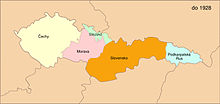 do 1928
Čechy
Slezsko
Morava
Slovensko
Podkarpatská
Rus